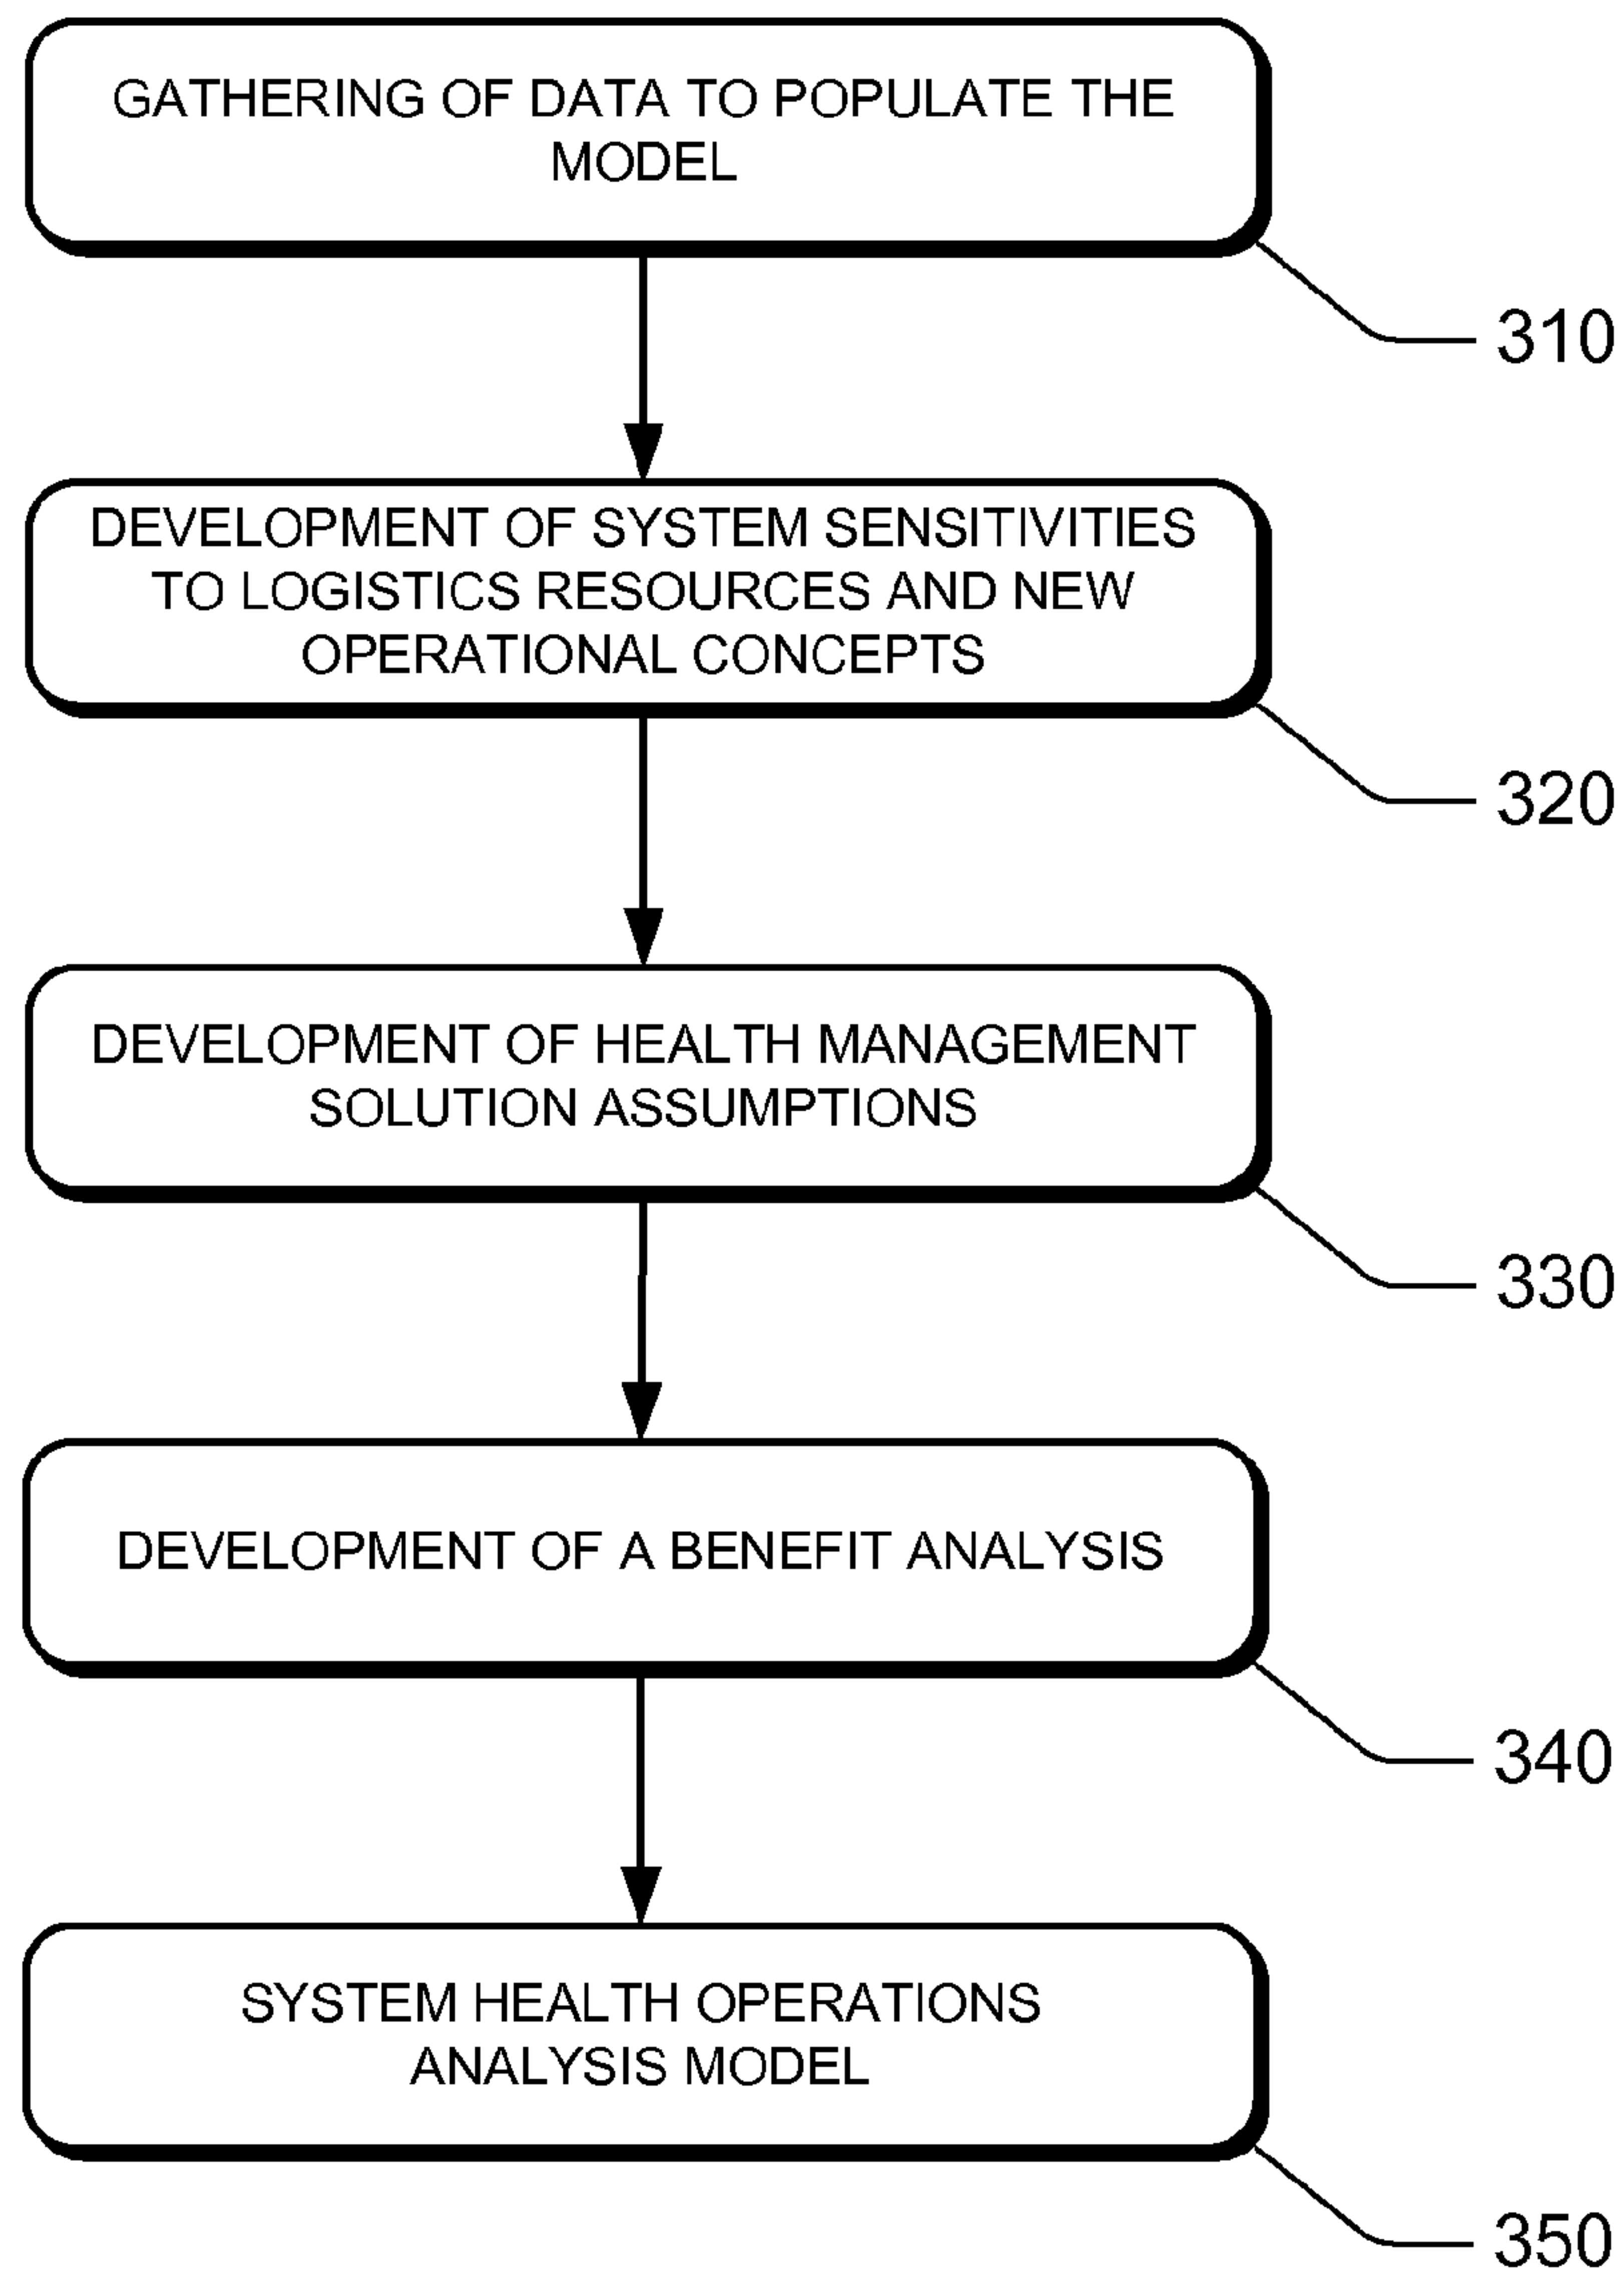 GATHERING OF DATA TO POPULATE THE
MODEL
310
DEVELOPMENT OF SYSTEM SENSITIVITIES
TO LOGISTICS RESOURCES AND NEW
OPERATIONAL CONCEPTS
320
DEVELOPMENT OF HEALTH MANAGEMENT
SOLUTION ASSUMPTIONS
330
DEVELOPMENT OF A BENEFIT ANALYSIS
340
SYSTEM HEALTH OPERATIONS
ANALYSIS MODEL
350